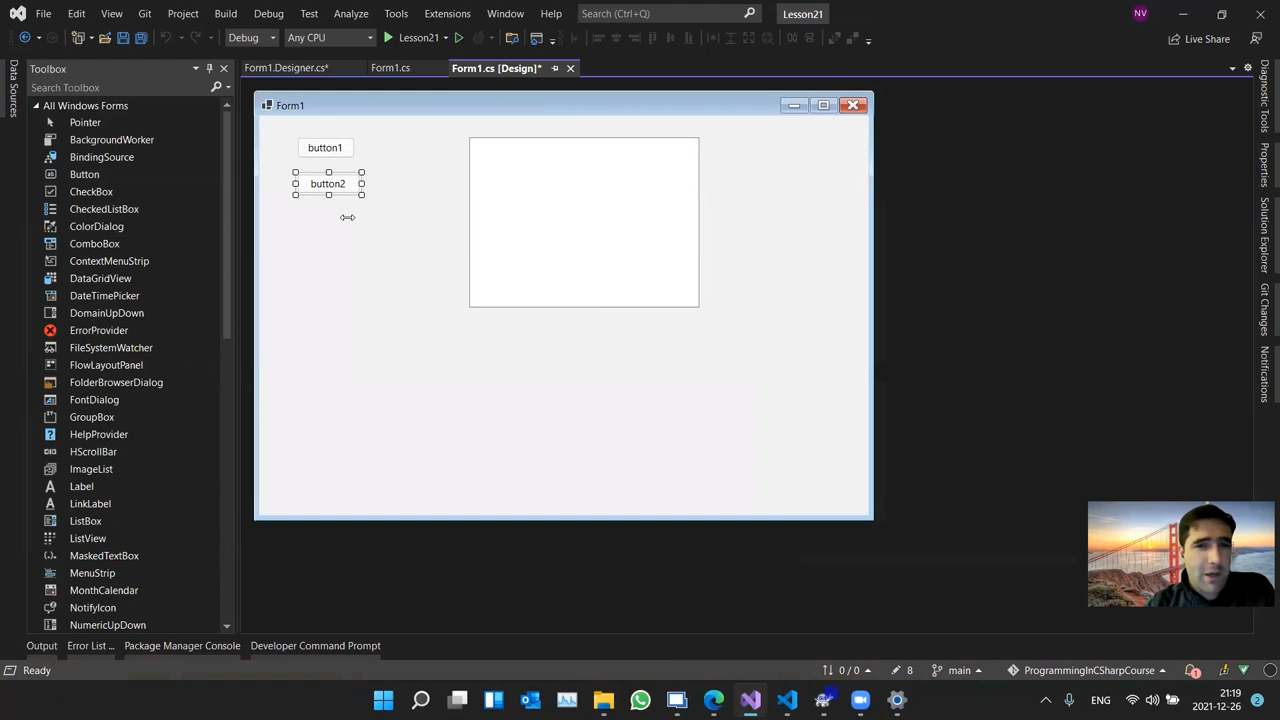 File Edit View Git Project Build Debug Test Analyze Tools Extensions Window Help Search (Ctrl+Q) Lesson21 NV
Debug Any CPU Lesson21 Live Share
Toolbox Form1.Designer.cs* Form1.cs Form1.cs [Design]*
Search Toolbox
All Windows Forms
Pointer
BackgroundWorker
BindingSource
Button
CheckBox
CheckedListBox
ColorDialog
ComboBox
ContextMenuStrip
DataGridView
DateTimePicker
DomainUpDown
ErrorProvider
FileSystemWatcher
FlowLayoutPanel
FolderBrowserDialog
FontDialog
GroupBox
HelpProvider
HScrollBar
ImageList
Label
LinkLabel
ListBox
ListView
MaskedTextBox
MenuStrip
MonthCalendar
NotifyIcon
NumericUpDown
Data Sources
Form1
button1
button2
Diagnostic Tools
Properties
Solution Explorer
Git Changes
Notifications
Output Error List ... Package Manager Console Developer Command Prompt
Ready 0 / 0 8 main ProgrammingInCSharpCourse 1
ENG 21:19
2021-12-26 2